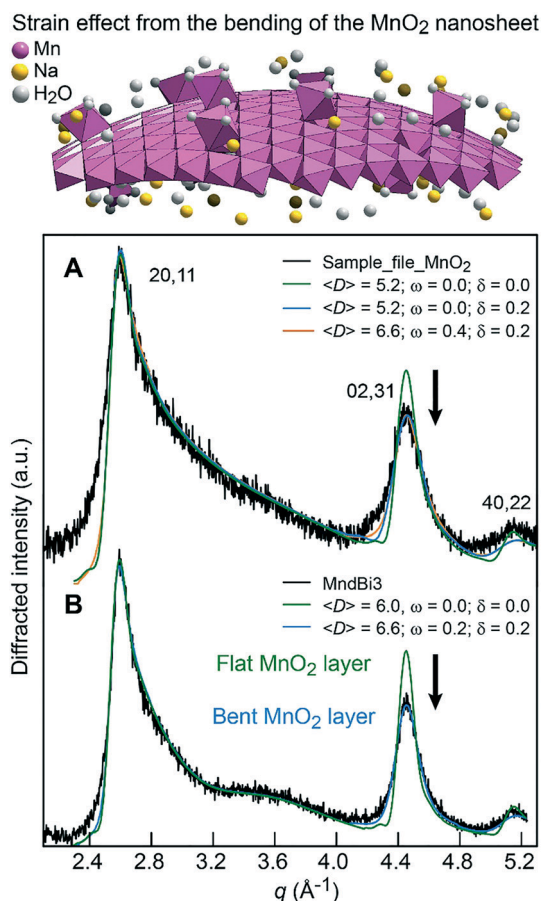 Strain effect from the bending of the MnO₂ nanosheet
Mn
Na
H₂O
A
20,11
Sample_file_MnO₂
<D> = 5.2; ω = 0.0; δ = 0.0
<D> = 5.2; ω = 0.0; δ = 0.2
<D> = 6.6; ω = 0.4; δ = 0.2
02,31
40,22
Diffracted intensity (a.u.)
B
MndBi3
<D> = 6.0, ω = 0.0; δ = 0.0
<D> = 6.6, ω = 0.2; δ = 0.2
Flat MnO₂ layer
Bent MnO₂ layer
2.4 2.8 3.2 3.6 4.0 4.4 4.8 5.2
q (Å⁻¹)